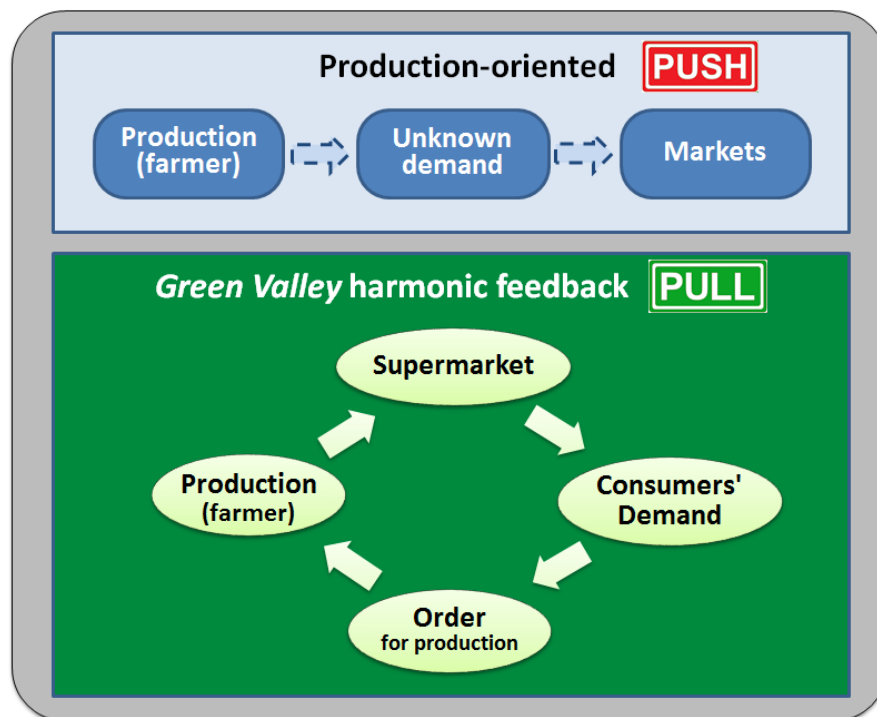 Production-oriented PUSH
Production
(farmer)
Unknown
demand
Markets
Green Valley harmonic feedback PULL
Supermarket
Production
(farmer)
Consumers'
Demand
Order
for production